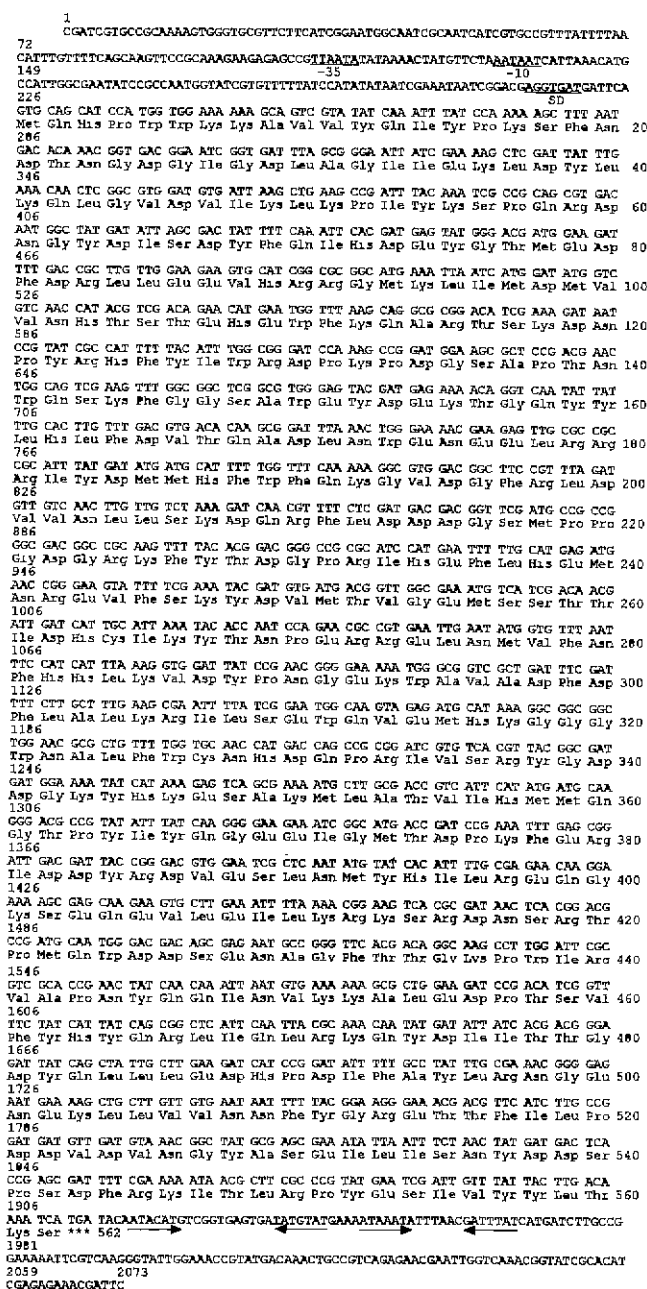 1
CGATCGTGCCGCAAAAGTGGGTGCGTTCTTCATCGGAATGGCAATCGCAATCATCGTGCCGTTTATTTTAA
72
CATTTGTTTTCAGCAAGTTCCGCAAAGAAGAGAGCCGTTAATATATAAAACTATGTTCTAAATAATCATTAAACATG
149 -35 -10
CCATTGGCGAATATCCGCCAATGGTATCGTGTTTTTATCCATATATAATCGAAATAATCGGACGAGGTGATGATTCA
226 SD
GTG CAG CAT CCA TGG TGG AAA AAA GCA GTC GTA TAT CAA ATT TAT CCA AAA AGC TTT AAT
Met Gln His Pro Trp Trp Lys Lys Ala Val Val Tyr Gln Ile Tyr Pro Lys Ser Phe Asn 20
286
GAC ACA AAC GGT GAC GGA ATC GGT GAT TTA GCG GGA ATT ATC GAA AAG CTC GAT TAT TTG
Asp Thr Asn Gly Asp Gly Ile Gly Asp Leu Ala Gly Ile Ile Glu Lys Leu Asp Tyr Leu 40
346
AAA CAA CTC GGC GTG GAT GTG ATT AAG CTG AAG CCG ATT TAC AAA TCG CCG CAG CGT GAC
Lys Gln Leu Gly Val Asp Val Ile Lys Leu Lys Pro Ile Tyr Lys Ser Pro Gln Arg Asp 60
406
AAT GGC TAT GAT ATT AGC GAC TAT TTT CAA ATT CAC GAT GAG TAT GGG ACG ATG GAA GAT
Asn Gly Tyr Asp Ile Ser Asp Tyr Phe Gln Ile His Asp Glu Tyr Gly Thr Met Glu Asp 80
466
TTT GAC CGC TTG TTG GAA GAA GTG CAT CGG CGC GGC ATG AAA TTA ATC ATG GAT ATG GTC
Phe Asp Arg Leu Leu Glu Glu Val His Arg Arg Gly Met Lys Leu Ile Met Asp Met Val 100
526
GTC AAC CAT ACG TCG ACA GAA CAT GAA TGG TTT AAG CAG GCG CGG ACA TCG AAA GAT AAT
Val Asn His Thr Ser Thr Glu His Glu Trp Phe Lys Gln Ala Arg Thr Ser Lys Asp Asn 120
586
CCG TAT CGC CAT TTT TAC ATT TGG CGG GAT CCA AAG CCG GAT GGA AGC GCT CCG ACG AAC
Pro Tyr Arg His Phe Tyr Ile Trp Arg Asp Pro Lys Pro Asp Gly Ser Ala Pro Thr Asn 140
646
TGG CAG TCG AAG TTT GGC GGC TCG GCG TGG GAG TAC GAT GAG AAA ACA GGT CAA TAT TAT
Trp Gln Ser Lys Phe Gly Gly Ser Ala Trp Glu Tyr Asp Glu Lys Thr Gly Gln Tyr Tyr 160
706
TTG CAC TTG TTT GAC GTG ACA CAA GCG GAT TTA AAC TGG GAA AAC GAA GAG TTG CGC CGC
Leu His Leu Phe Asp Val Thr Gln Ala Asp Leu Asn Trp Glu Asn Glu Glu Leu Arg Arg 180
766
CGC ATT TAT GAT ATG ATG CAT TTT TGG TTT CAA AAA GGC GTG GAC GGC TTC CGT TTA GAT
Arg Ile Tyr Asp Met Met His Phe Trp Phe Gln Lys Gly Val Asp Gly Phe Arg Leu Asp 200
826
GTT GTC AAC TTG TTG TCT AAA GAT CAA CGT TTT CTC GAT GAC GAC GGT TCG ATG CCG CCG
Val Val Asn Leu Leu Ser Lys Asp Gln Arg Phe Leu Asp Asp Asp Gly Ser Met Pro Pro 220
886
GGC GAC GGC CGC AAG TTT TAC ACG GAC GGG CCG CGC ATC CAT GAA TTT TTG CAT GAG ATG
Gly Asp Gly Arg Lys Phe Tyr Thr Asp Gly Pro Arg Ile His Glu Phe Leu His Glu Met 240
946
AAC CGG GAA GTA TTT TCG AAA TAC GAT GTG ATG ACG GTT GGC GAA ATG TCA TCG ACA ACG
Asn Arg Glu Val Phe Ser Lys Tyr Asp Val Met Thr Val Gly Glu Met Ser Ser Thr Thr 260
1006
ATT GAT CAT TGC ATT AAA TAC ACC AAT CCA GAA CGC CGT GAA TTG AAT ATG GTG TTT AAT
Ile Asp His Cys Ile Lys Tyr Thr Asn Pro Glu Arg Arg Glu Leu Asn Met Val Phe Asn 280
1066
TTC CAT CAT TTA AAG GTG GAT TAT CCG AAC GGG GAA AAA TGG GCG GTC GCT GAT TTC GAT
Phe His His Leu Lys Val Asp Tyr Pro Asn Gly Glu Lys Trp Ala Val Ala Asp Phe Asp 300
1126
TTT CTT GCT TTG AAG CGA ATT TTA TCG GAA TGG CAA GTA GAG ATG CAT AAA GGC GGC GGC
Phe Leu Ala Leu Lys Arg Ile Leu Ser Glu Trp Gln Val Glu Met His Lys Gly Gly Gly 320
1186
TGG AAC GCG CTG TTT TGG TGC AAC CAT GAC CAG CCG CGG ATC GTG TCA CGT TAC GGC GAT
Trp Asn Ala Leu Phe Trp Cys Asn His Asp Gln Pro Arg Ile Val Ser Arg Tyr Gly Asp 340
1246
GAT GGA AAA TAT CAT AAA GAG TCA GCG AAA ATG CTT GCG ACC GTC ATT CAT ATG ATG CAA
Asp Gly Lys Tyr His Lys Glu Ser Ala Lys Met Leu Ala Thr Val Ile His Met Met Gln 360
1306
GGG ACG CCG TAT ATT TAT CAA GGG GAA GAA ATC GGC ATG ACC GAT CCG AAA TTT GAG CGG
Gly Thr Pro Tyr Ile Tyr Gln Gly Glu Glu Ile Gly Met Thr Asp Pro Lys Phe Glu Arg 380
1366
ATT GAC GAT TAC CGG GAC GTG GAA TCG CTC AAT ATG TAT CAC ATT TTG CGA GAA CAA GGA
Ile Asp Asp Tyr Arg Asp Val Glu Ser Leu Asn Met Tyr His Ile Leu Arg Glu Gln Gly 400
1426
AAA AGC GAG CAA GAA GTG CTT GAA ATT TTA AAA CGG AAG TCA CGC GAT AAC TCA CGG ACG
Lys Ser Glu Gln Glu Val Leu Glu Ile Leu Lys Arg Lys Ser Arg Asp Asn Ser Arg Thr 420
1486
CCG ATG CAA TGG GAC GAC AGC GAG AAT GCC GGG TTC ACG ACA GGC AAG CCT TGG ATT CGC
Pro Met Gln Trp Asp Asp Ser Glu Asn Ala Gly Phe Thr Thr Gly Lys Pro Trp Ile Arg 440
1546
GTC GCA CCG AAC TAT CAA CAA ATT AAT GTG AAA AAA GCG CTG GAA GAT CCG ACA TCG GTT
Val Ala Pro Asn Tyr Gln Gln Ile Asn Val Lys Lys Ala Leu Glu Asp Pro Thr Ser Val 460
1606
TTC TAT CAT TAT CAG CGG CTC ATT CAA TTA CGC AAA CAA TAT GAT ATT ATC ACG ACG GGA
Phe Tyr His Tyr Gln Arg Leu Ile Gln Leu Arg Lys Gln Tyr Asp Ile Ile Thr Thr Gly 480
1666
GAT TAT CAG CTA TTG CTT GAA GAT CAT CCG GAT ATT TTT GCC TAT TTG CGA AAC GGG GAG
Asp Tyr Gln Leu Leu Leu Glu Asp His Pro Asp Ile Phe Ala Tyr Leu Arg Asn Gly Glu 500
1726
AAT GAA AAG CTG CTT GTT GTG AAT AAT TTT TAC GGA AGG GAA ACG ACG TTC ATC TTG CCG
Asn Glu Lys Leu Leu Val Val Asn Asn Phe Tyr Gly Arg Glu Thr Thr Phe Ile Leu Pro 520
1786
GAT GAT GTT GAT GTA AAC GGC TAT GCG AGC GAA ATA TTA ATT TCT AAC TAT GAT GAC TCA
Asp Asp Val Asp Val Asn Gly Tyr Ala Ser Glu Ile Leu Ile Ser Asn Tyr Asp Asp Ser 540
1846
CCG AGC GAT TTT CGA AAA ATA ACG CTT CGC CCG TAT GAA TCG ATT GTT TAT TAC TTG ACA
Pro Ser Asp Phe Arg Lys Ile Thr Leu Arg Pro Tyr Glu Ser Ile Val Tyr Tyr Leu Thr 560
1906
AAA TCA TGA TACAATACATGTCGGTGAGTGATATGTATGAAAATAAATATTTAACGATTTATCATGATCTTGCCG
Lys Ser *** 562
1981
GAAAAATTCGTCAAGGGTATTGGAAACCGTATGACAAACTGCCGTCAGAGAACGAATTGGTCAAACGGTATCGCACAT
2059 2073
CGAGAGAAACGATTC